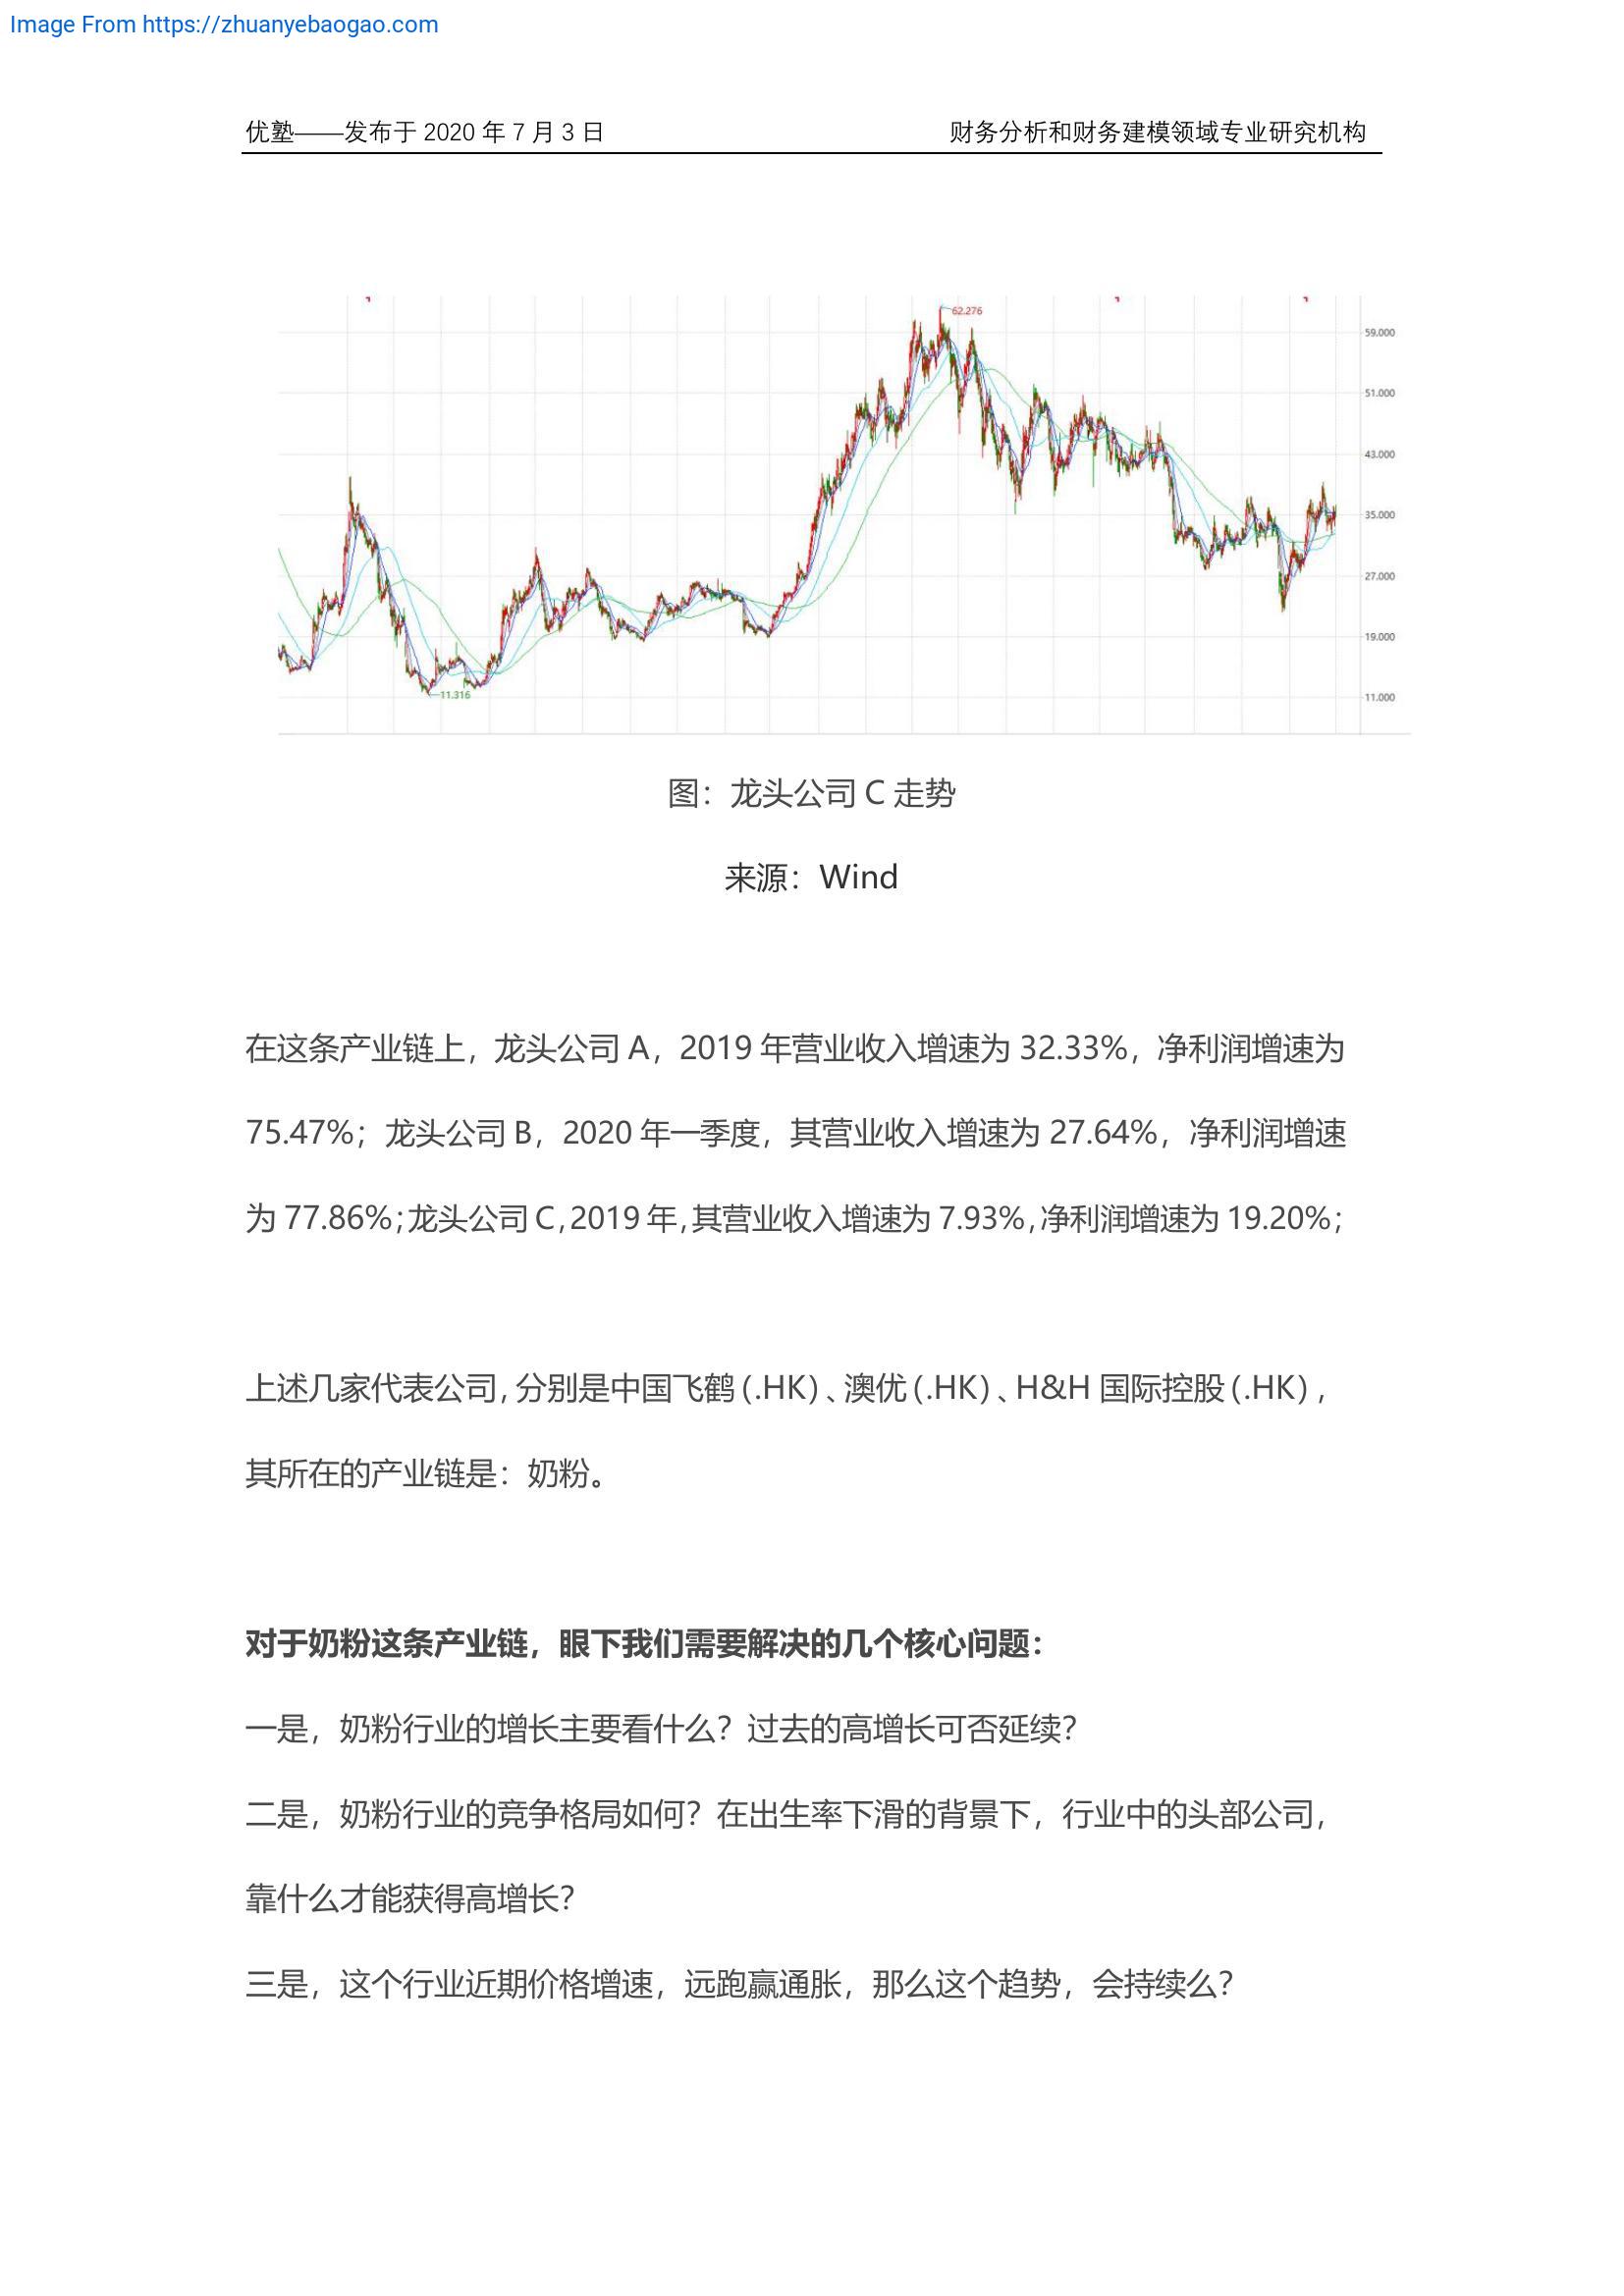 Image From https://zhuanyebaogao.com
优塾——发布于 2020 年 7 月 3 日 财务分析和财务建模领域专业研究机构
62.276
59.000
51.000
43.000
35.000
27.000
19.000
11.316
11.000
图：龙头公司 C 走势
来源：Wind
在这条产业链上，龙头公司 A，2019 年营业收入增速为 32.33%，净利润增速为
75.47%；龙头公司 B，2020 年一季度，其营业收入增速为 27.64%，净利润增速
为 77.86%；龙头公司 C，2019 年，其营业收入增速为 7.93%，净利润增速为 19.20%；
上述几家代表公司，分别是中国飞鹤（.HK）、澳优（.HK）、H&H 国际控股（.HK），
其所在的产业链是：奶粉。
对于奶粉这条产业链，眼下我们需要解决的几个核心问题：
一是，奶粉行业的增长主要看什么？过去的高增长可否延续？
二是，奶粉行业的竞争格局如何？在出生率下滑的背景下，行业中的头部公司，
靠什么才能获得高增长？
三是，这个行业近期价格增速，远跑赢通胀，那么这个趋势，会持续么？